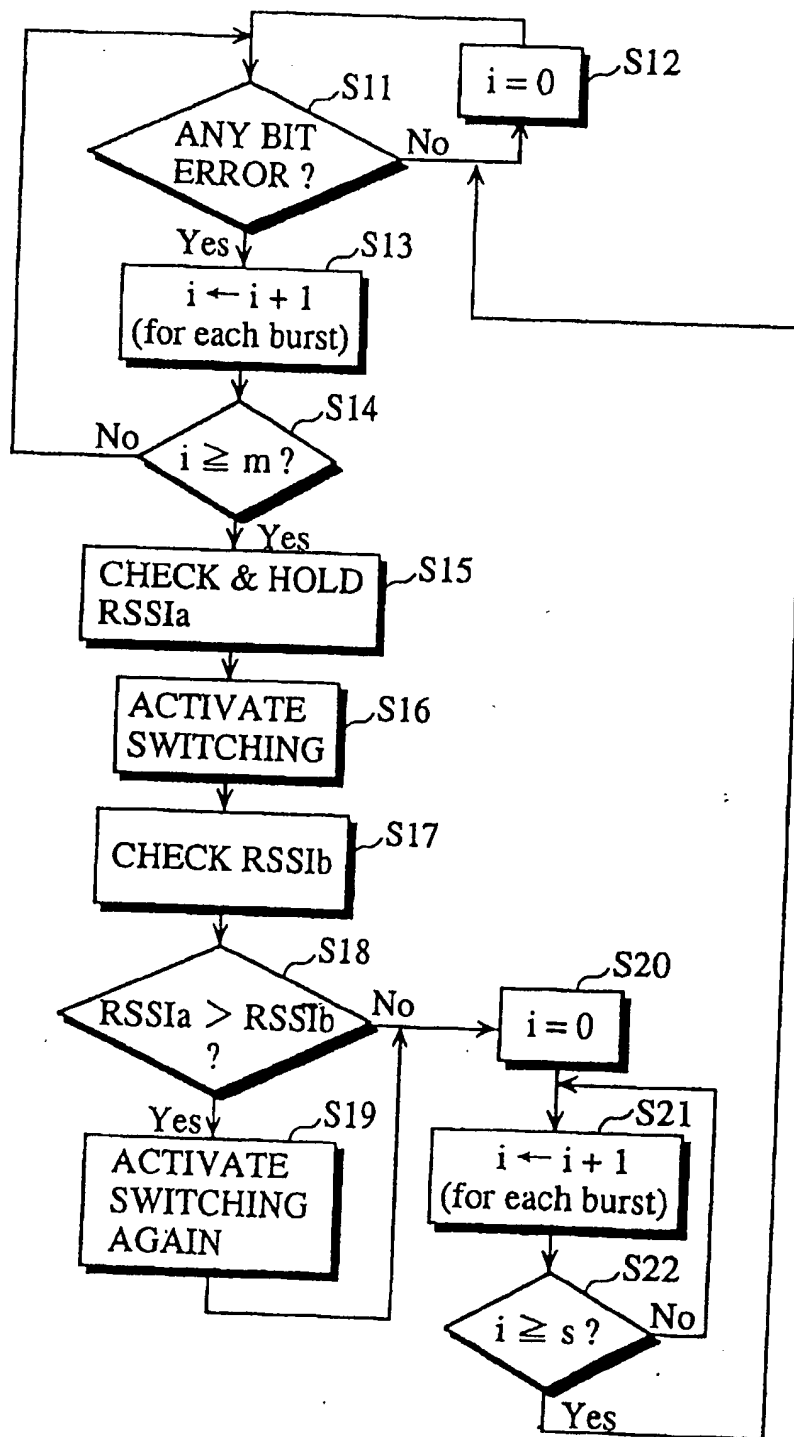 S12
i = 0
S11
ANY BIT
ERROR ?
No
Yes
S13
i ← i + 1
(for each burst)
S14
No
i ≧ m ?
Yes
S15
CHECK & HOLD
RSSIa
S16
ACTIVATE
SWITCHING
S17
CHECK RSSIb
S18
RSSIa > RSSIb
?
No
S20
i = 0
Yes
S19
ACTIVATE
SWITCHING
AGAIN
S21
i ← i + 1
(for each burst)
S22
i ≧ s ?
No
Yes